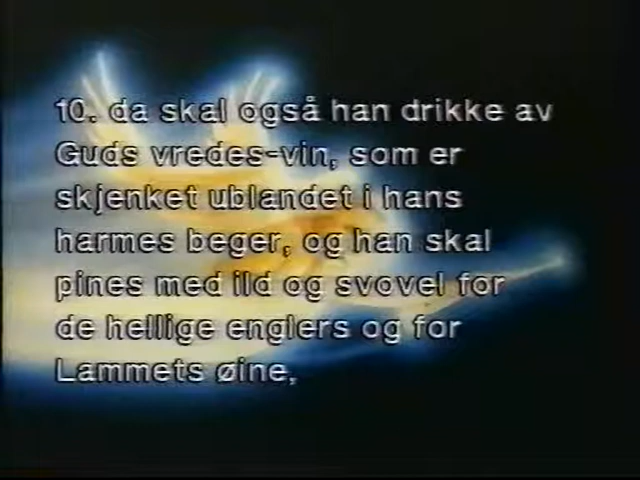 10. da skal også han drikke av
Guds vredes-vin, som er
skjenket ublandet i hans
harmes beger, og han skal
pines med ild og svovel for
de hellige englers og for
Lammets øine,